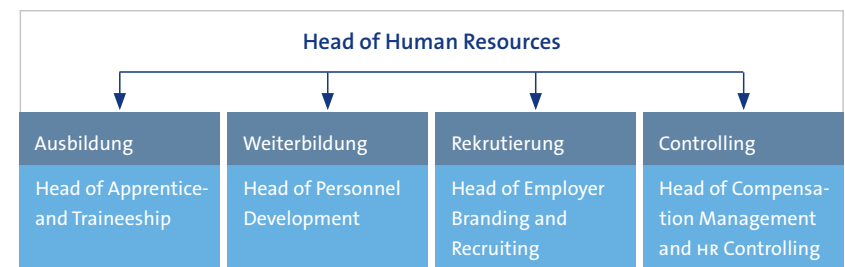 Head of Human Resources
Ausbildung
Head of Apprentice-
and Traineeship
Weiterbildung
Head of Personnel
Development
Rekrutierung
Head of Employer
Branding and
Recruiting
Controlling
Head of Compensa-
tion Management
and HR Controlling